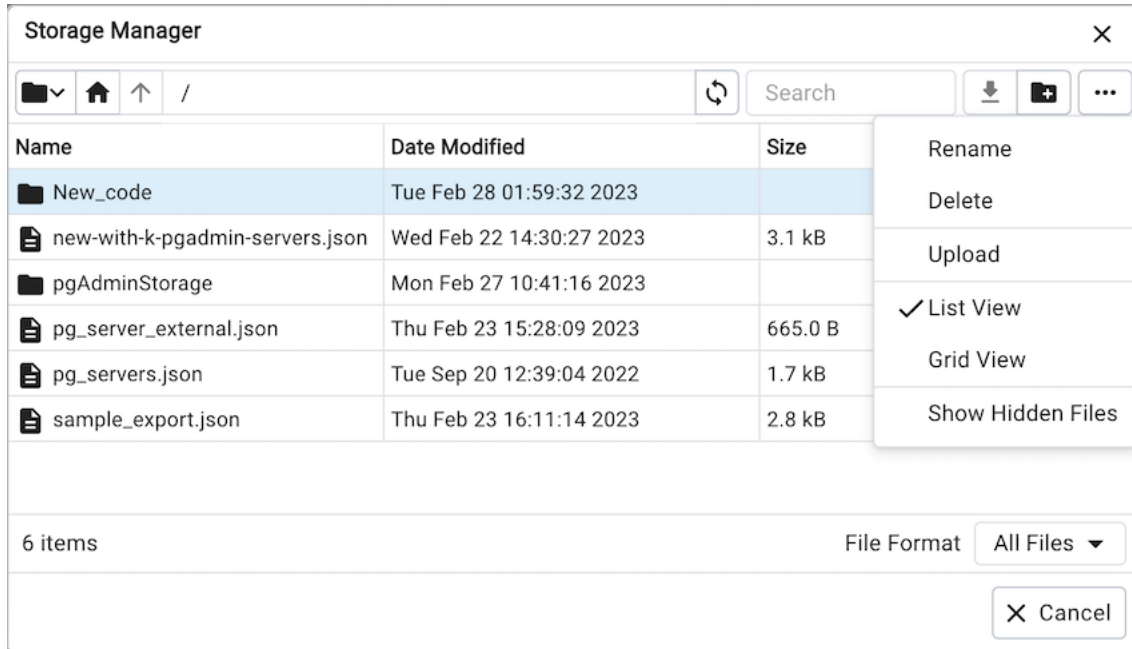 Storage Manager
/
Search
Name Date Modified Size
New_code Tue Feb 28 01:59:32 2023
new-with-k-pgadmin-servers.json Wed Feb 22 14:30:27 2023 3.1 kB
pgAdminStorage Mon Feb 27 10:41:16 2023
pg_server_external.json Thu Feb 23 15:28:09 2023 665.0 B
pg_servers.json Tue Sep 20 12:39:04 2022 1.7 kB
sample_export.json Thu Feb 23 16:11:14 2023 2.8 kB
Rename
Delete
Upload
List View
Grid View
Show Hidden Files
6 items File Format All Files
Cancel